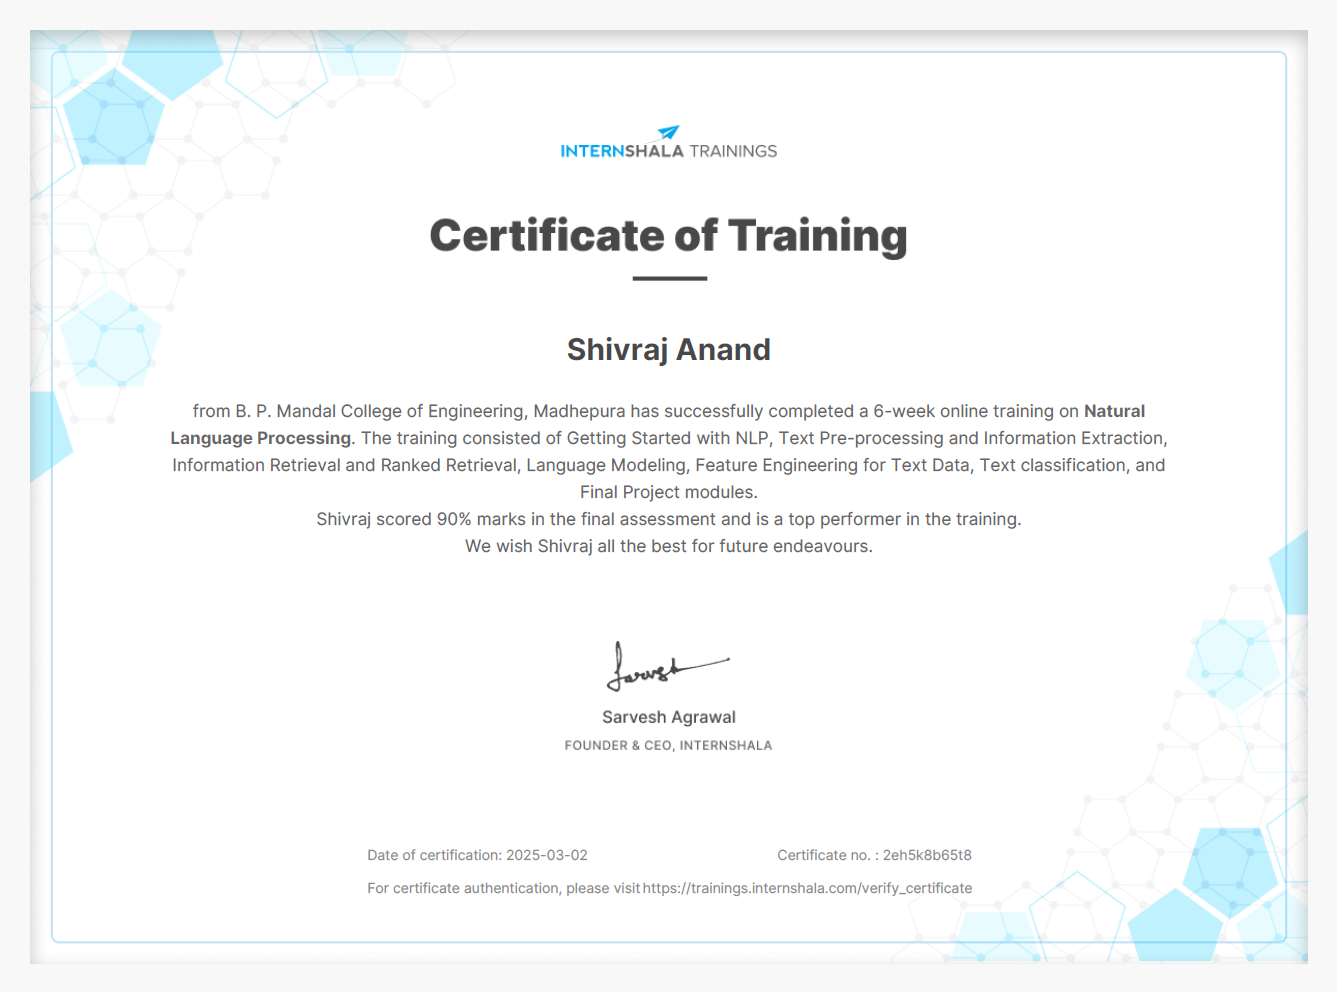 INTERNSHALA TRAININGS
Certificate of Training
Shivraj Anand
from B. P. Mandal College of Engineering, Madhepura has successfully completed a 6-week online training on Natural
Language Processing. The training consisted of Getting Started with NLP, Text Pre-processing and Information Extraction,
Information Retrieval and Ranked Retrieval, Language Modeling, Feature Engineering for Text Data, Text classification, and
Final Project modules.
Shivraj scored 90% marks in the final assessment and is a top performer in the training.
We wish Shivraj all the best for future endeavours.
Sarvesh
Sarvesh Agrawal
FOUNDER & CEO, INTERNSHALA
Date of certification: 2025-03-02 Certificate no. : 2eh5k8b65t8
For certificate authentication, please visit https://trainings.internshala.com/verify_certificate